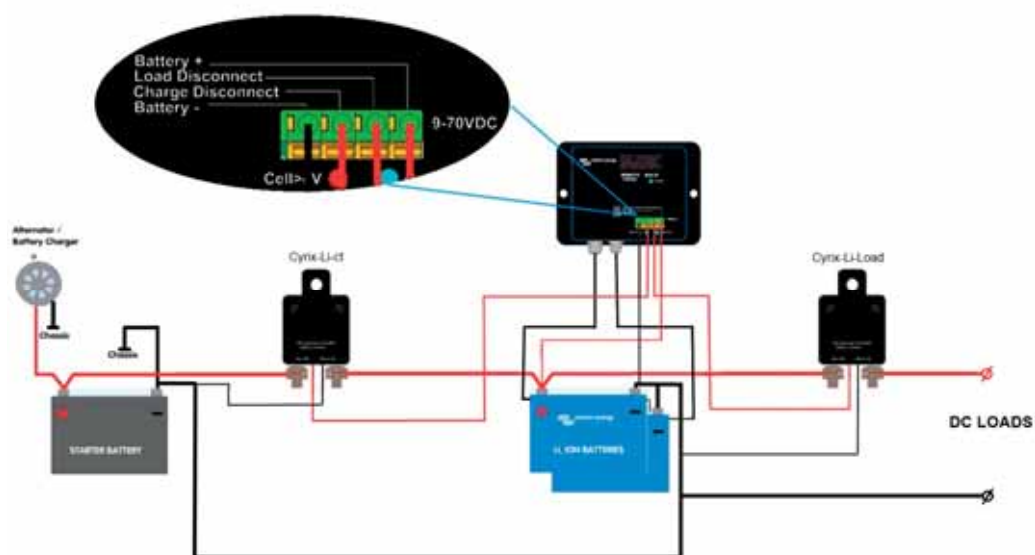 Battery +
Load Disconnect
Charge Disconnect
Battery -
9-70VDC
Cell>- V
Alternator /
Battery Charger
+
Chassis
Cyrix-Li-ct
Cyrix-Li-Load
Chassis
STARTER BATTERY
LI, ION BATTERIES
DC LOADS